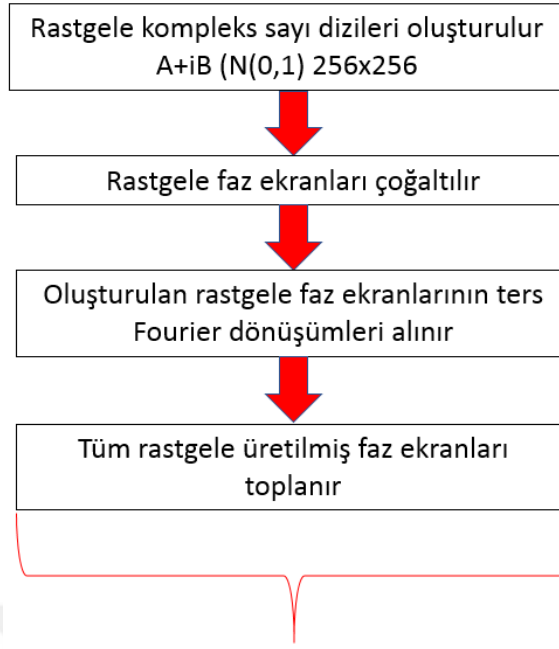 Rastgele kompleks sayı dizileri oluşturulur
A+iB (N(0,1) 256x256
Rastgele faz ekranları çoğaltılır
Oluşturulan rastgele faz ekranlarının ters
Fourier dönüşümleri alınır
Tüm rastgele üretilmiş faz ekranları
toplanır